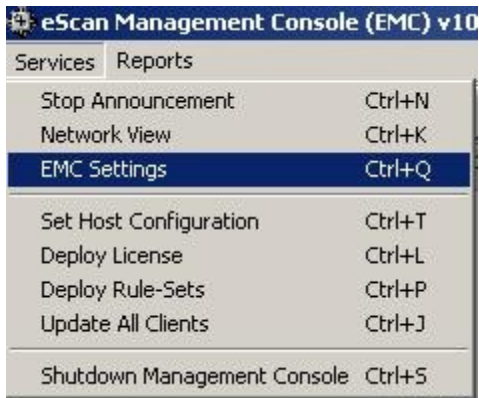 eScan Management Console (EMC) v10
Services Reports
Stop Announcement Ctrl+N
Network View Ctrl+K
EMC Settings Ctrl+Q
Set Host Configuration Ctrl+T
Deploy License Ctrl+L
Deploy Rule-Sets Ctrl+P
Update All Clients Ctrl+J
Shutdown Management Console Ctrl+S